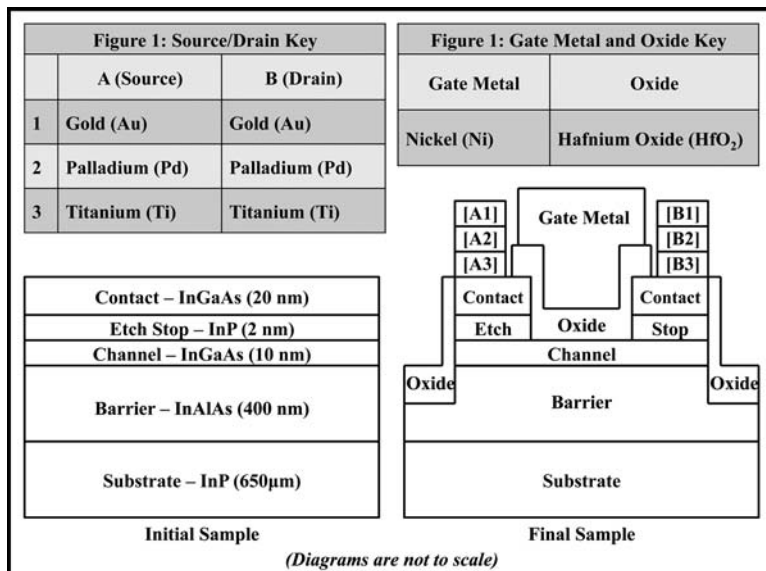 Figure 1: Source/Drain Key
A (Source) B (Drain)
1 Gold (Au) Gold (Au)
2 Palladium (Pd) Palladium (Pd)
3 Titanium (Ti) Titanium (Ti)
Figure 1: Gate Metal and Oxide Key
Gate Metal Oxide
Nickel (Ni) Hafnium Oxide (HfO₂)
Contact – InGaAs (20 nm)
Etch Stop – InP (2 nm)
Channel – InGaAs (10 nm)
Barrier – InAlAs (400 nm)
Substrate – InP (650μm)
Initial Sample
[A1] Gate Metal [B1]
[A2] [B2]
[A3] [B3]
Contact Contact
Etch Oxide Stop
Channel
Oxide Oxide
Barrier
Substrate
Final Sample
(Diagrams are not to scale)